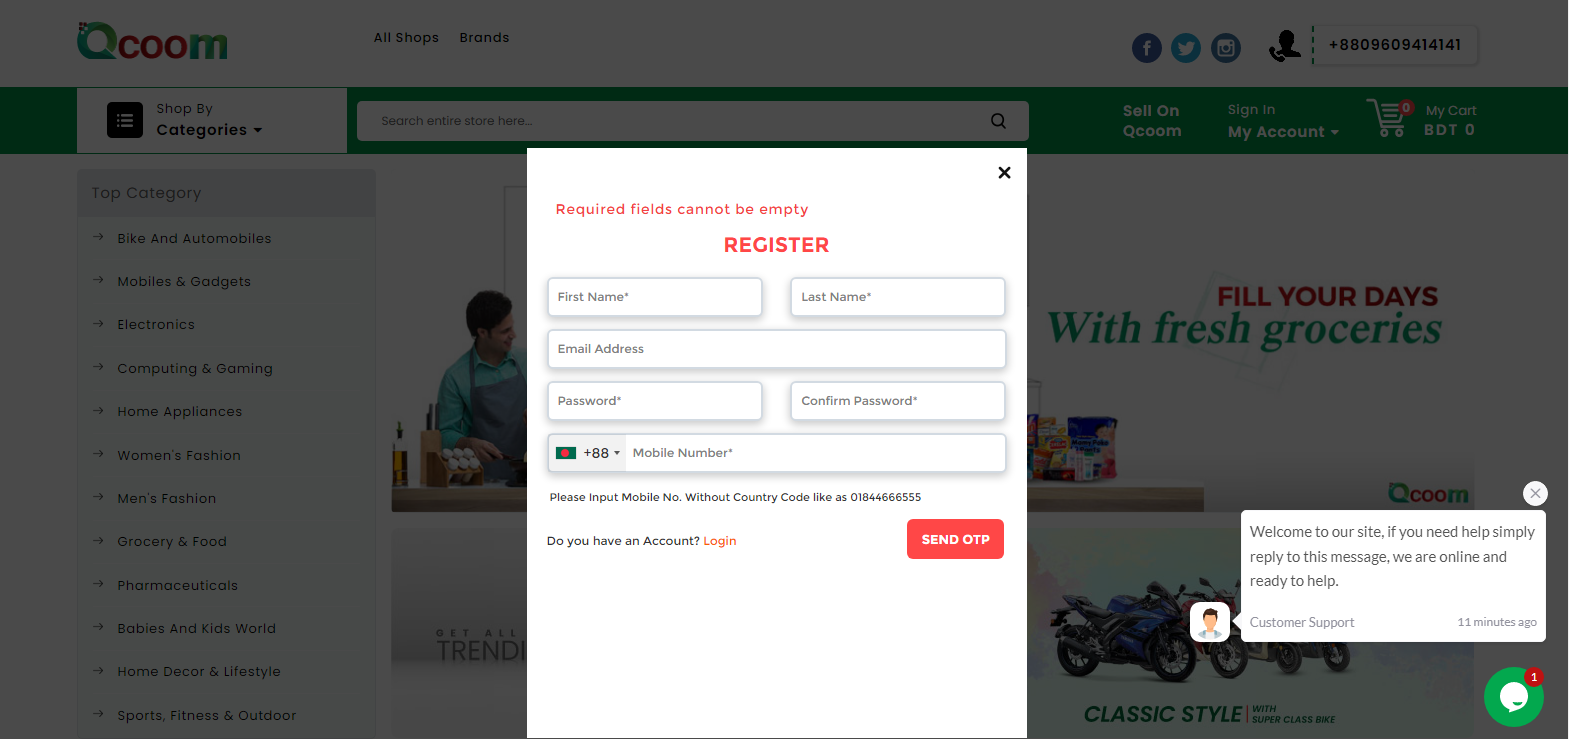 Qcoom
All Shops
Brands
+8809609414141
Shop By
Categories
Search entire store here...
Sell On
Qcoom
Sign In
My Account
0
My Cart
BDT 0
Top Category
Bike And Automobiles
Mobiles & Gadgets
Electronics
Computing & Gaming
Home Appliances
Women's Fashion
Men's Fashion
Grocery & Food
Pharmaceuticals
Babies And Kids World
Home Decor & Lifestyle
Sports, Fitness & Outdoor
Required fields cannot be empty
REGISTER
First Name*
Last Name*
Email Address
Password*
Confirm Password*
+88
Mobile Number*
Please Input Mobile No. Without Country Code like as 01844666555
Do you have an Account? Login
SEND OTP
FILL YOUR DAYS
With fresh groceries
Qcoom
GET ALL
TRENDI
CLASSIC STYLE
WITH
SUPER CLASS BIKE
Welcome to our site, if you need help simply
reply to this message, we are online and
ready to help.
Customer Support
11 minutes ago
1